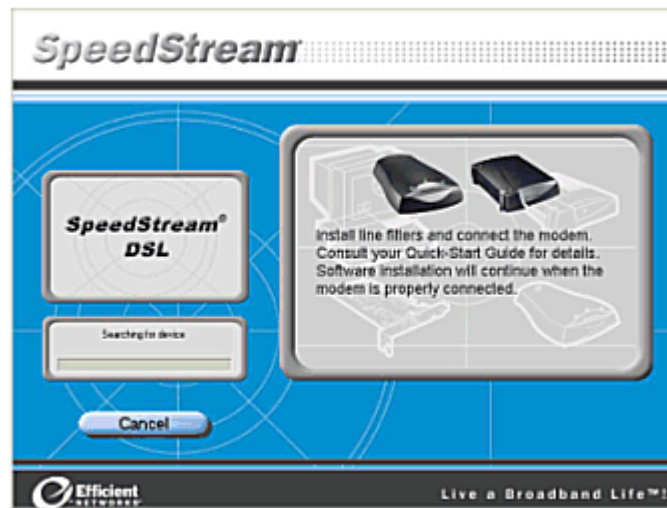 SpeedStream
SpeedStream®
DSL
Install line filters and connect the modem.
Consult your Quick-Start Guide for details.
Software installation will continue when the
modem is properly connected.
Searching for device
Cancel
Efficient
NETWORKS®
Live a Broadband Life™!